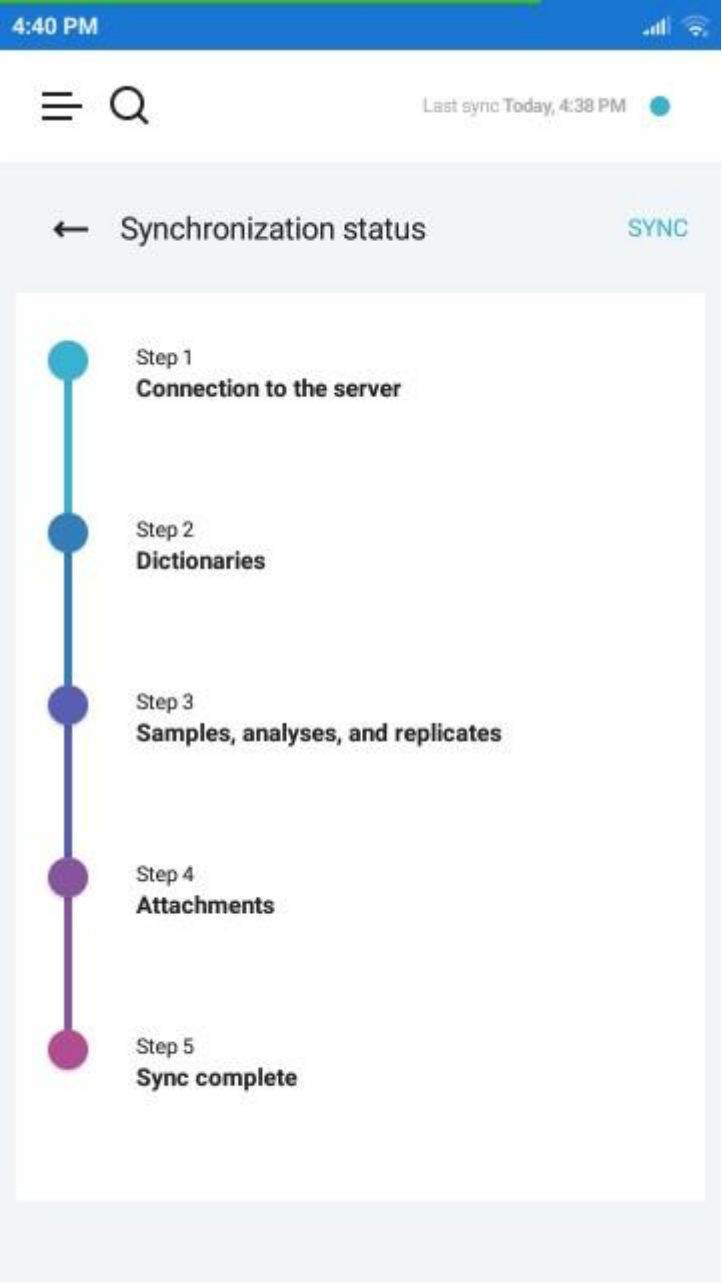 4:40 PM
Last sync Today, 4:38 PM
Synchronization status
SYNC
Step 1
Connection to the server
Step 2
Dictionaries
Step 3
Samples, analyses, and replicates
Step 4
Attachments
Step 5
Sync complete